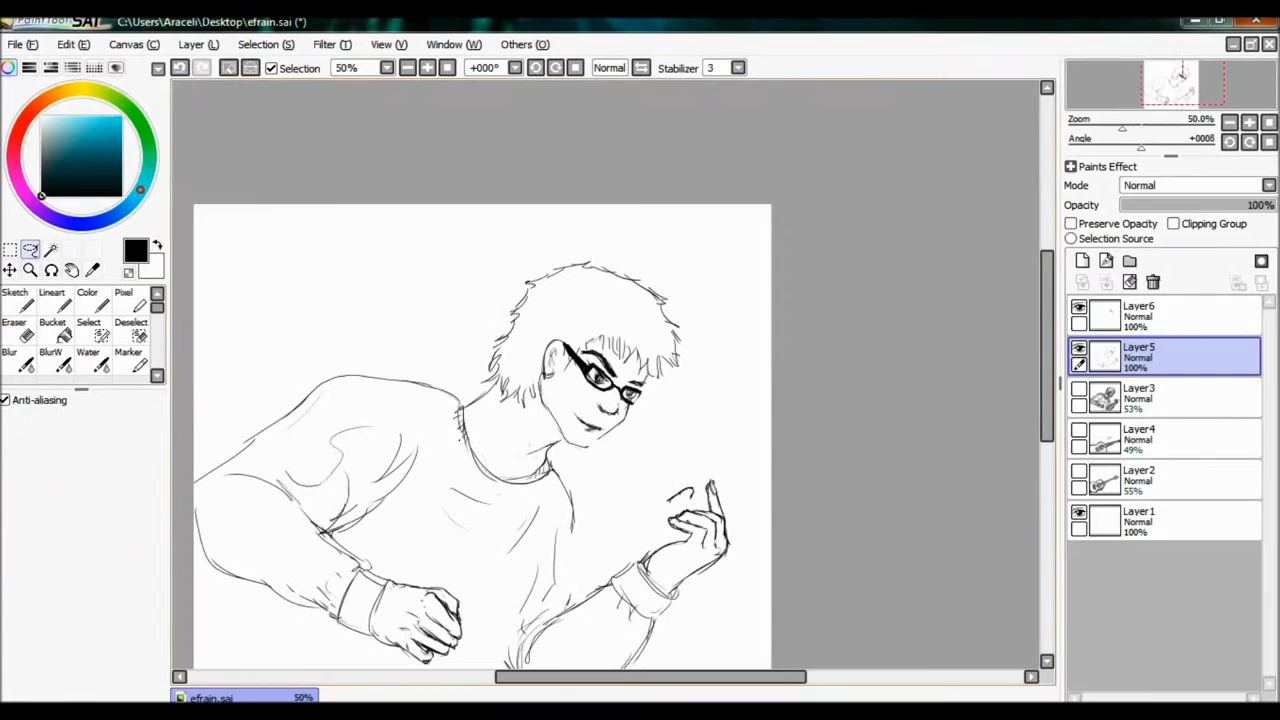 PaintTool SAI C:\Users\Araceli\Desktop\efrain.sai (*)
File (F) Edit (E) Canvas (C) Layer (L) Selection (S) Filter (T) View (V) Window (W) Others (O)
Selection 50% +000° Normal Stabilizer 3
Zoom 50.0%
Angle
Paints Effect
Mode Normal
Opacity 100%
Preserve Opacity Clipping Group
Selection Source
Sketch Lineart Color Pixel
Eraser Bucket Select Deselect
Blur BlurW Water Marker
Anti-aliasing
Layer6
Normal
100%
Layer5
Normal
100%
Layer3
Normal
53%
Layer4
Normal
49%
Layer2
Normal
55%
Layer1
Normal
100%
efrain.sai 50%